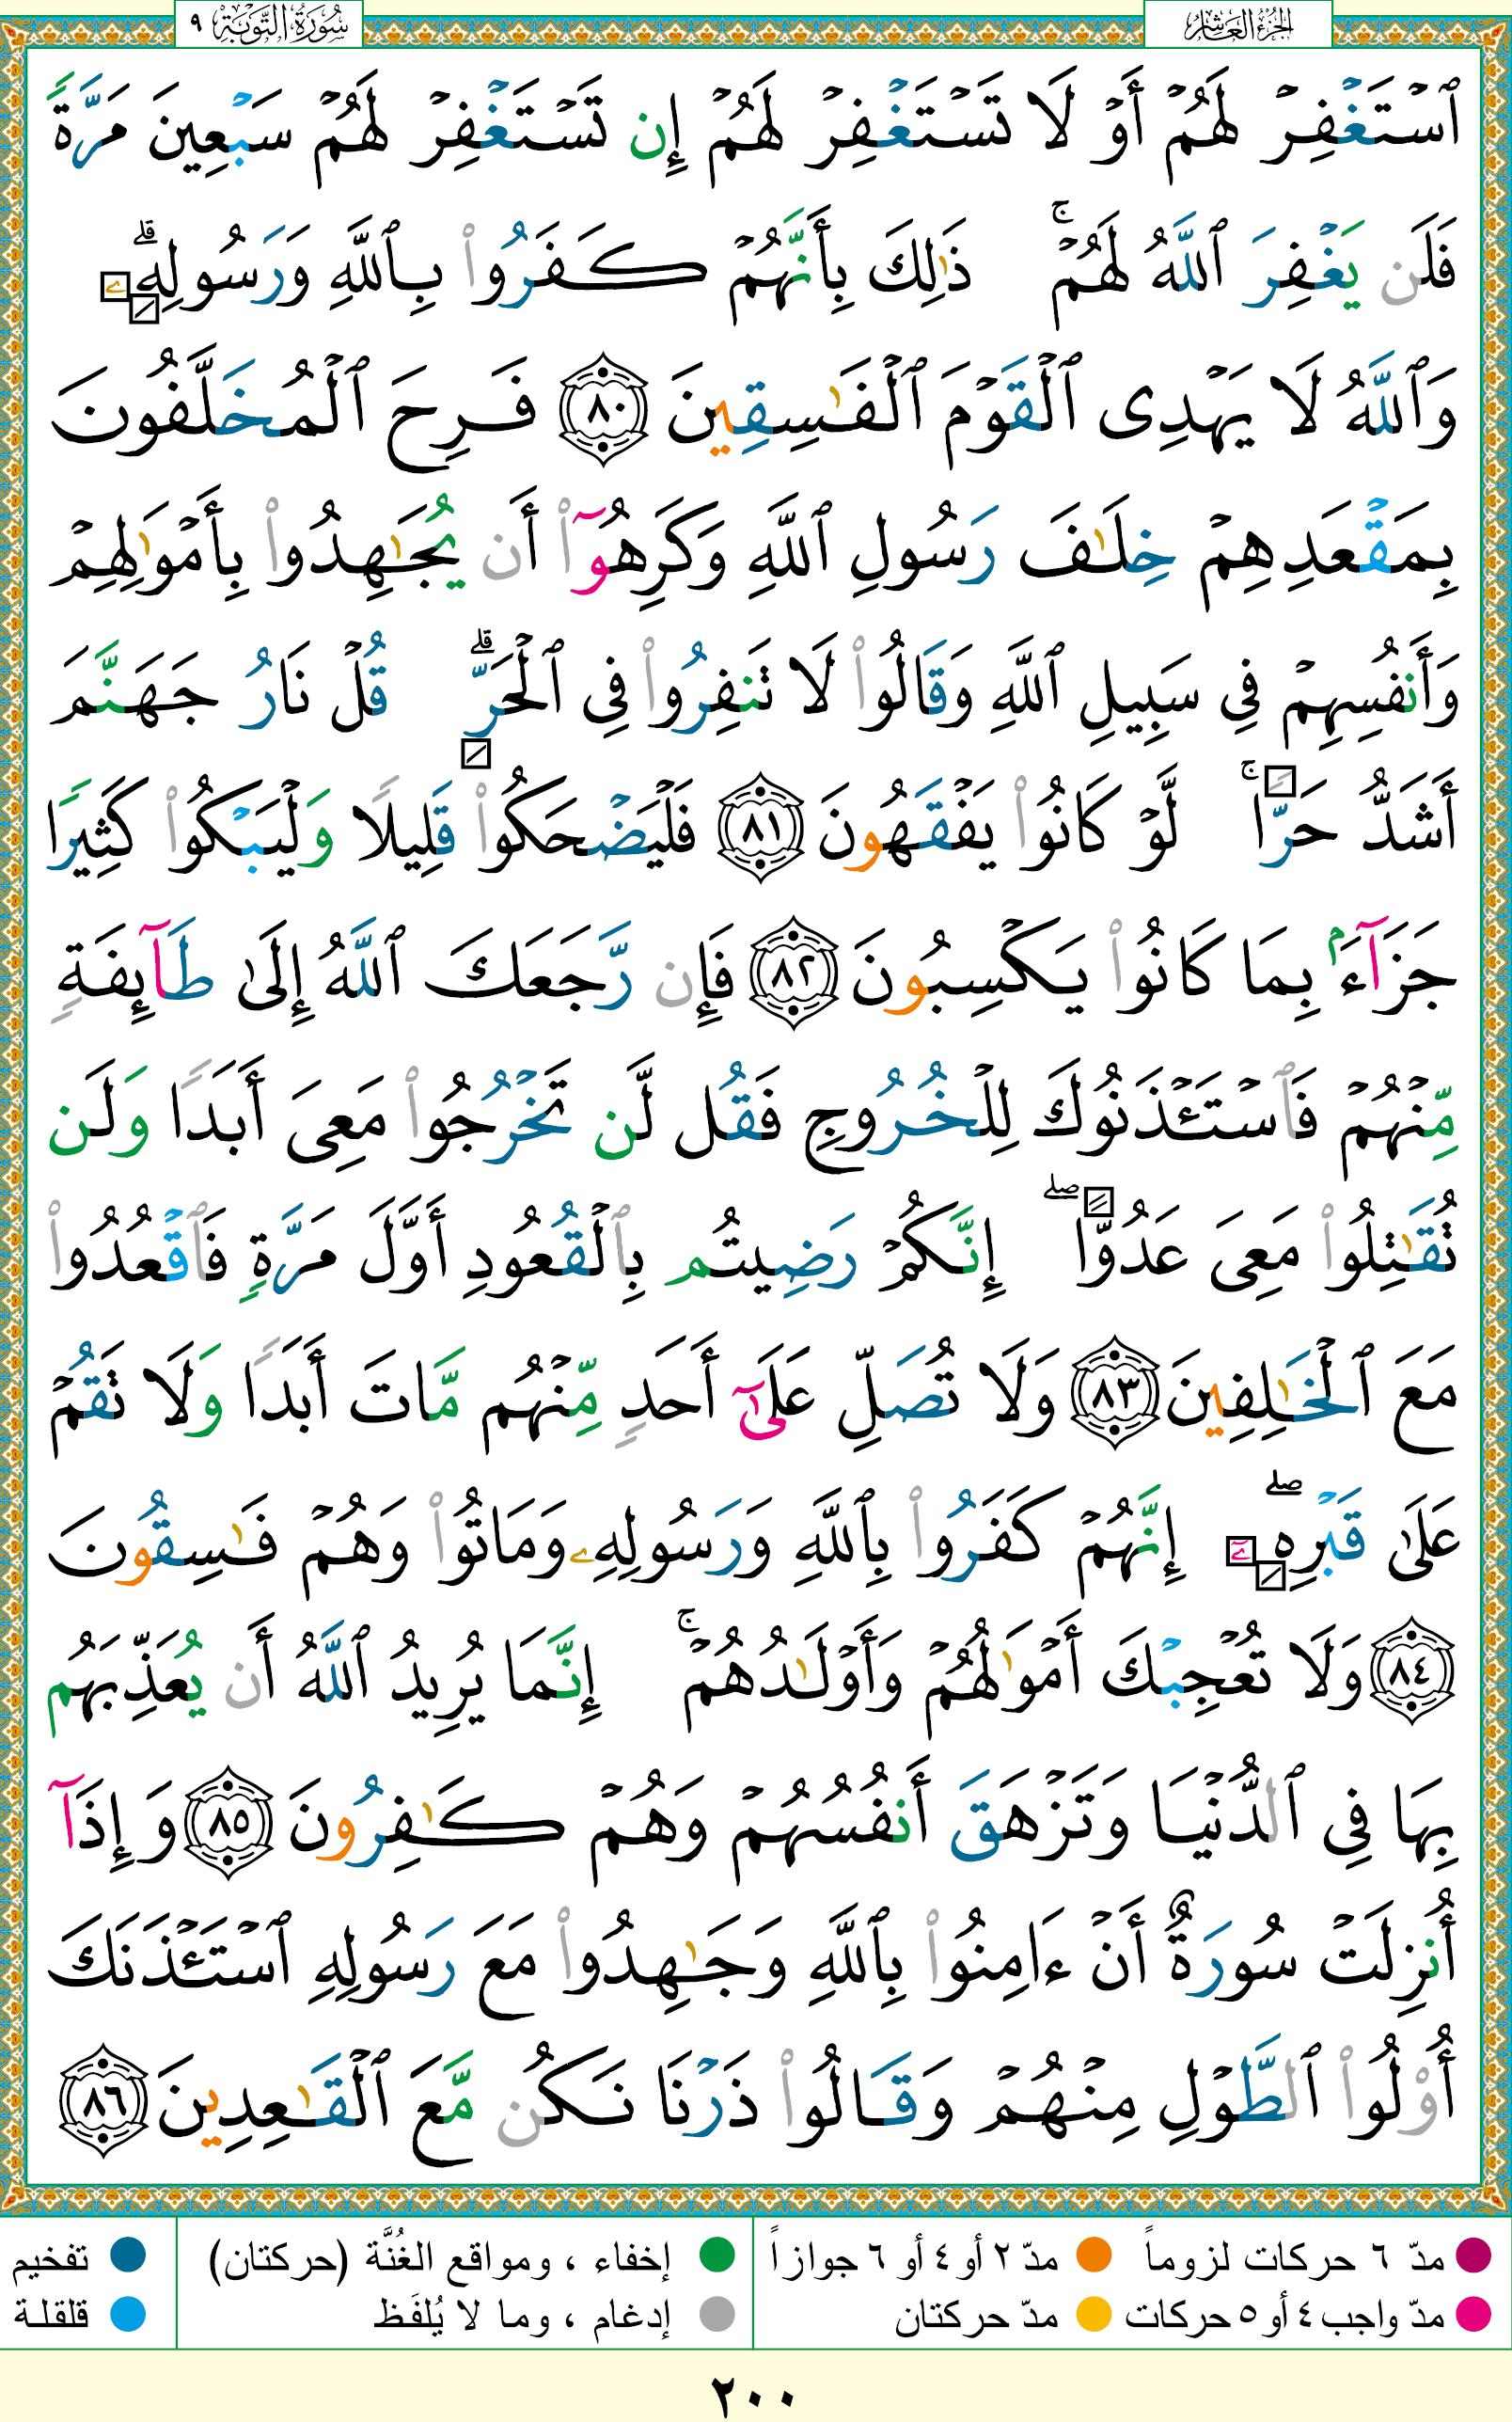 الجزء العاشر
سورة التوبة ٩
ٱسۡتَغۡفِرۡ لَهُمۡ أَوۡ لَا تَسۡتَغۡفِرۡ لَهُمۡ إِن تَسۡتَغۡفِرۡ لَهُمۡ سَبۡعِينَ مَرَّةٗ
فَلَن يَغۡفِرَ ٱللَّهُ لَهُمۡۚ ذَٰلِكَ بِأَنَّهُمۡ كَفَرُواْ بِٱللَّهِ وَرَسُولِهِۦۗ
وَٱللَّهُ لَا يَهۡدِي ٱلۡقَوۡمَ ٱلۡفَٰسِقِينَ ٨٠ فَرِحَ ٱلۡمُخَلَّفُونَ
بِمَقۡعَدِهِمۡ خِلَٰفَ رَسُولِ ٱللَّهِ وَكَرِهُوٓاْ أَن يُجَٰهِدُواْ بِأَمۡوَٰلِهِمۡ
وَأَنفُسِهِمۡ فِي سَبِيلِ ٱللَّهِ وَقَالُواْ لَا تَنفِرُواْ فِي ٱلۡحَرِّۗ قُلۡ نَارُ جَهَنَّمَ
أَشَدُّ حَرّٗاۚ لَّوۡ كَانُواْ يَفۡقَهُونَ ٨١ فَلۡيَضۡحَكُواْ قَلِيلٗا وَلۡيَبۡكُواْ كَثِيرٗا
جَزَآءَۢ بِمَا كَانُواْ يَكۡسِبُونَ ٨٢ فَإِن رَّجَعَكَ ٱللَّهُ إِلَىٰ طَآئِفَةٖ
مِّنۡهُمۡ فَٱسۡتَـٔۡذَنُوكَ لِلۡخُرُوجِ فَقُل لَّن تَخۡرُجُواْ مَعِيَ أَبَدٗا وَلَن
تُقَٰتِلُواْ مَعِيَ عَدُوًّاۖ إِنَّكُمۡ رَضِيتُم بِٱلۡقُعُودِ أَوَّلَ مَرَّةٖ فَٱقۡعُدُواْ
مَعَ ٱلۡخَٰلِفِينَ ٨٣ وَلَا تُصَلِّ عَلَىٰٓ أَحَدٖ مِّنۡهُم مَّاتَ أَبَدٗا وَلَا تَقُمۡ
عَلَىٰ قَبۡرِهِۦٓۖ إِنَّهُمۡ كَفَرُواْ بِٱللَّهِ وَرَسُولِهِۦ وَمَاتُواْ وَهُمۡ فَٰسِقُونَ
٨٤ وَلَا تُعۡجِبۡكَ أَمۡوَٰلُهُمۡ وَأَوۡلَٰدُهُمۡۚ إِنَّمَا يُرِيدُ ٱللَّهُ أَن يُعَذِّبَهُم
بِهَا فِي ٱلدُّنۡيَا وَتَزۡهَقَ أَنفُسُهُمۡ وَهُمۡ كَٰفِرُونَ ٨٥ وَإِذَآ
أُنزِلَتۡ سُورَةٌ أَنۡ ءَامِنُواْ بِٱللَّهِ وَجَٰهِدُواْ مَعَ رَسُولِهِ ٱسۡتَـٔۡذَنَكَ
أُوْلُواْ ٱلطَّوۡلِ مِنۡهُمۡ وَقَالُواْ ذَرۡنَا نَكُن مَّعَ ٱلۡقَٰعِدِينَ ٨٦
مدّ ٦ حركات لزوماً مدّ ٢ أو ٤ أو ٦ جوازاً إخفاء ، ومواقع الغُنَّة (حركتان) تفخيم
مدّ واجب ٤ أو ٥ حركات مدّ حركتان إدغام ، وما لا يُلفَظ قلقلة
٢٠٠